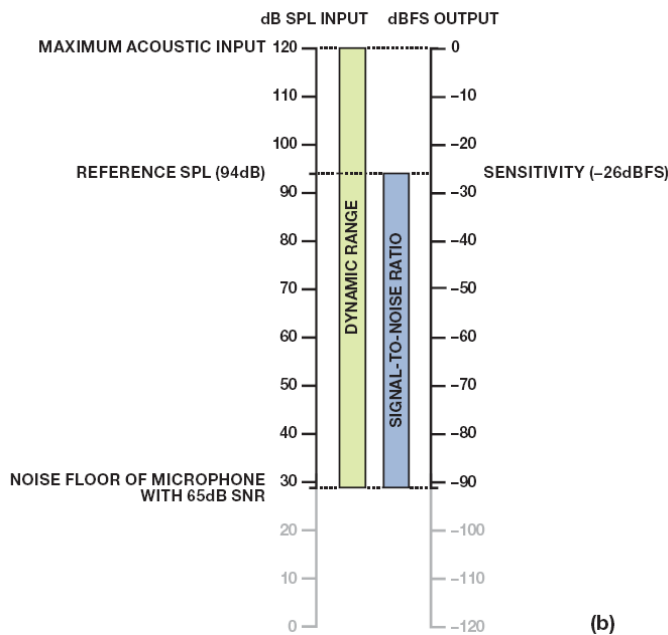 dB SPL INPUT dBFS OUTPUT
MAXIMUM ACOUSTIC INPUT 120 0
110 –10
100 –20
REFERENCE SPL (94dB) SENSITIVITY (–26dBFS)
90 –30
80 –40
70 –50
60 –60
50 –70
40 –80
30 –90
NOISE FLOOR OF MICROPHONE
WITH 65dB SNR
20 –100
10 –110
0 –120
DYNAMIC RANGE
SIGNAL-TO-NOISE RATIO
(b)